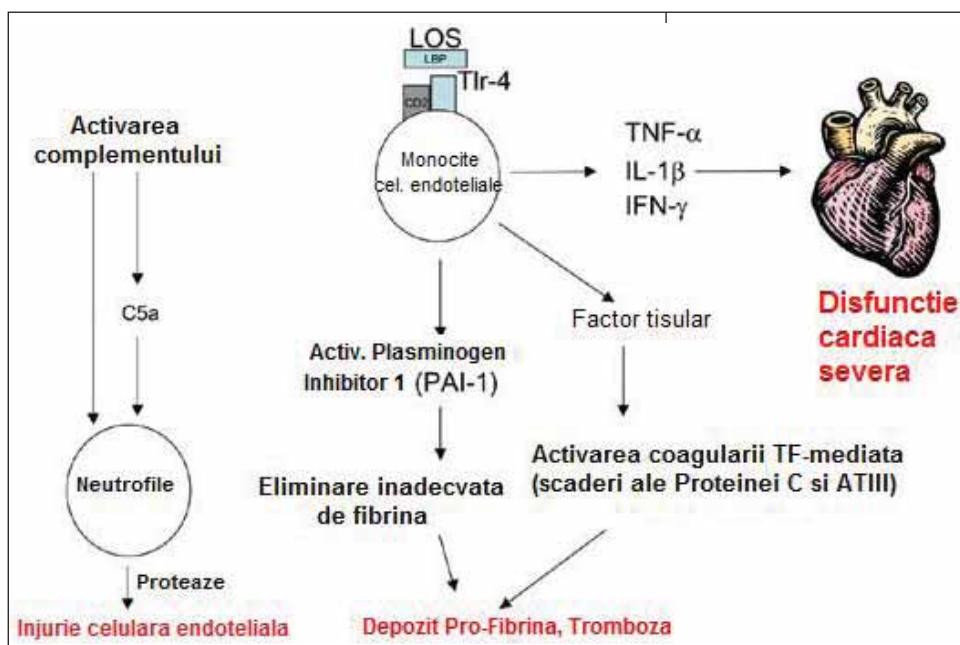 LOS
LBP
Tlr-4
CD2
Monocite
cel. endoteliale
Activarea
complementului
C5a
Neutrofile
Proteaze
Injurie celulara endoteliala
TNF-α
IL-1β
IFN-γ
Disfunctie
cardiaca
severa
Activ. Plasminogen
Inhibitor 1 (PAI-1)
Eliminare inadecvata
de fibrina
Factor tisular
Activarea coagularii TF-mediata
(scaderi ale Proteinei C si ATIII)
Depozit Pro-Fibrina, Tromboza